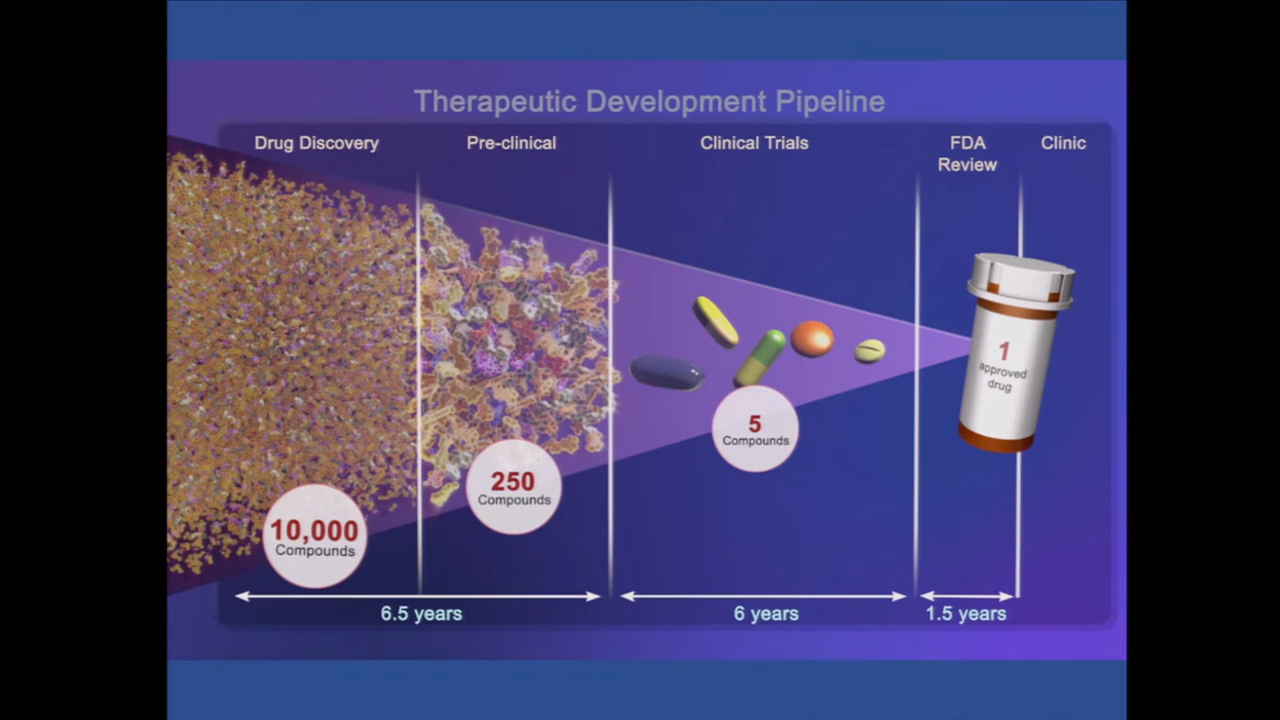 Therapeutic Development Pipeline
Drug Discovery
Pre-clinical
Clinical Trials
FDA
Review
Clinic
10,000
Compounds
250
Compounds
5
Compounds
1
approved
drug
6.5 years
6 years
1.5 years